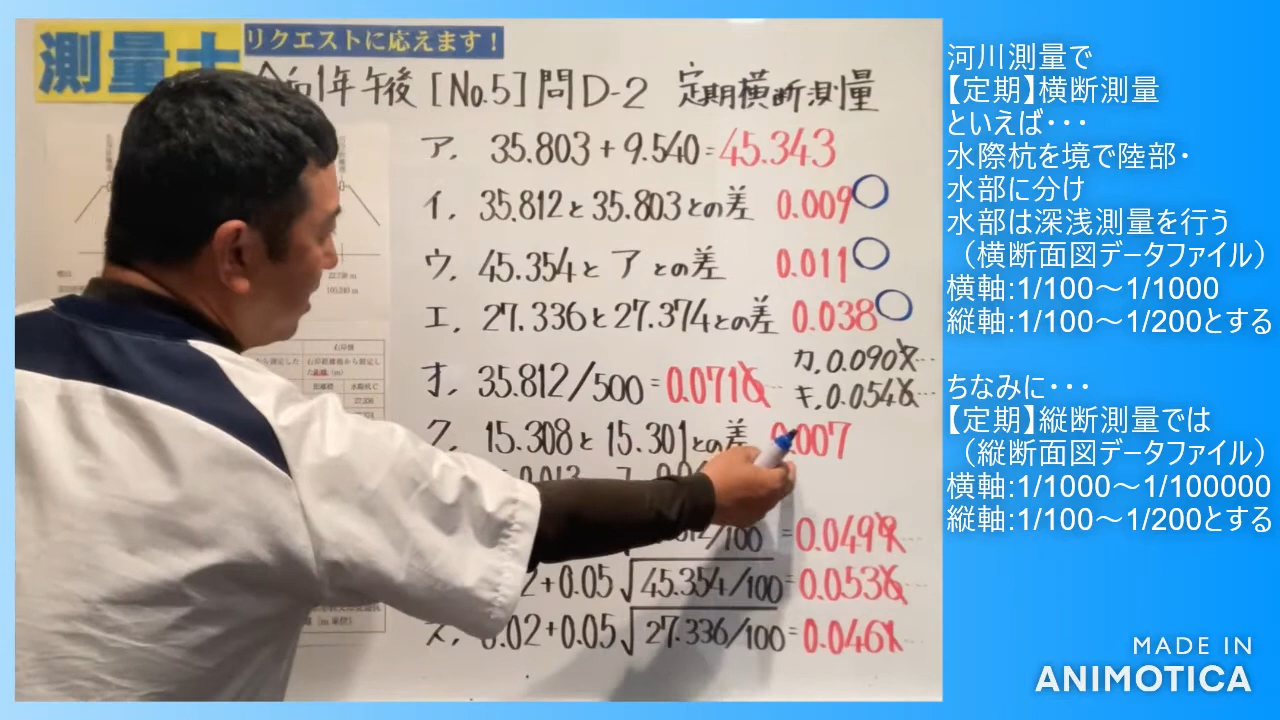 測量士
リクエストに応えます!
令和1年午後[No.5]問D-2 定期横断測量
ア. 35.803+9.540=45.343
イ. 35.812と35.803との差 0.009
ウ. 45.354とアとの差 0.011
エ. 27.336と27.374との差 0.038
カ. 0.090
オ. 35.812/500=0.071
キ. 0.054
ク. 15.308と15.301との差 0.007
/100=0.049
2+0.05√45.354/100=0.053
ス. 0.02+0.05√27.336/100=0.046
22.736 m
右岸側
河川測量で
【定期】横断測量
といえば・・・
水際杭を境で陸部・
水部に分け
水部は深浅測量を行う
(横断面図データファイル)
横軸:1/100～1/1000
縦軸:1/100～1/200とする
ちなみに・・・
【定期】縦断測量では
(縦断面図データファイル)
横軸:1/1000～1/100000
縦軸:1/100～1/200とする
MADE IN
ANIMOTICA